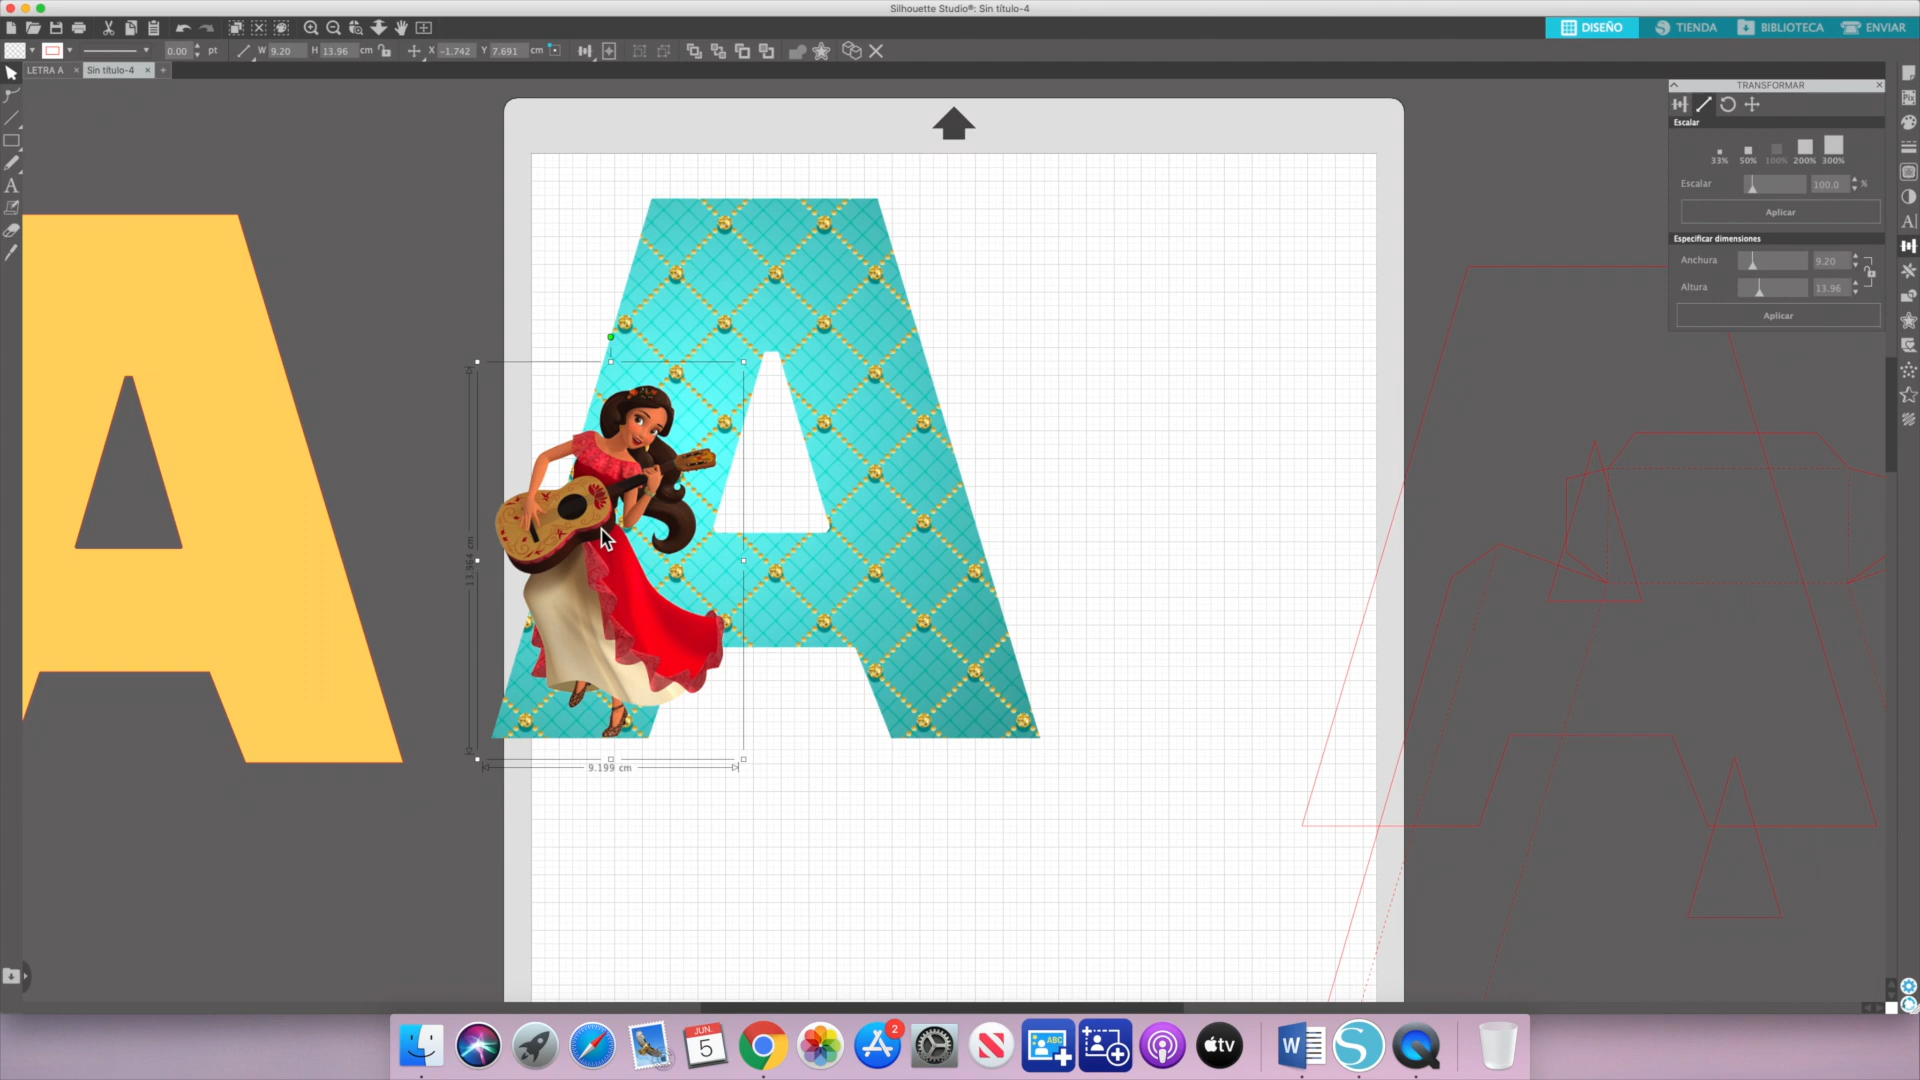 Silhouette Studio®: Sin título-4
DISEÑO
TIENDA
BIBLIOTECA
ENVIAR
0.00 pt
W 9.20 H 13.96 cm
X -1.742 Y 7.691 cm
LETRA A
Sin título-4
TRANSFORMAR
Escalar
33% 50% 100% 200% 300%
Escalar 100.0 %
Aplicar
Especificar dimensiones
Anchura 9.20
Altura 13.96
Aplicar
A
A
13.964 cm
9.199 cm
JUN.
5
2
ABC
tv
W
S